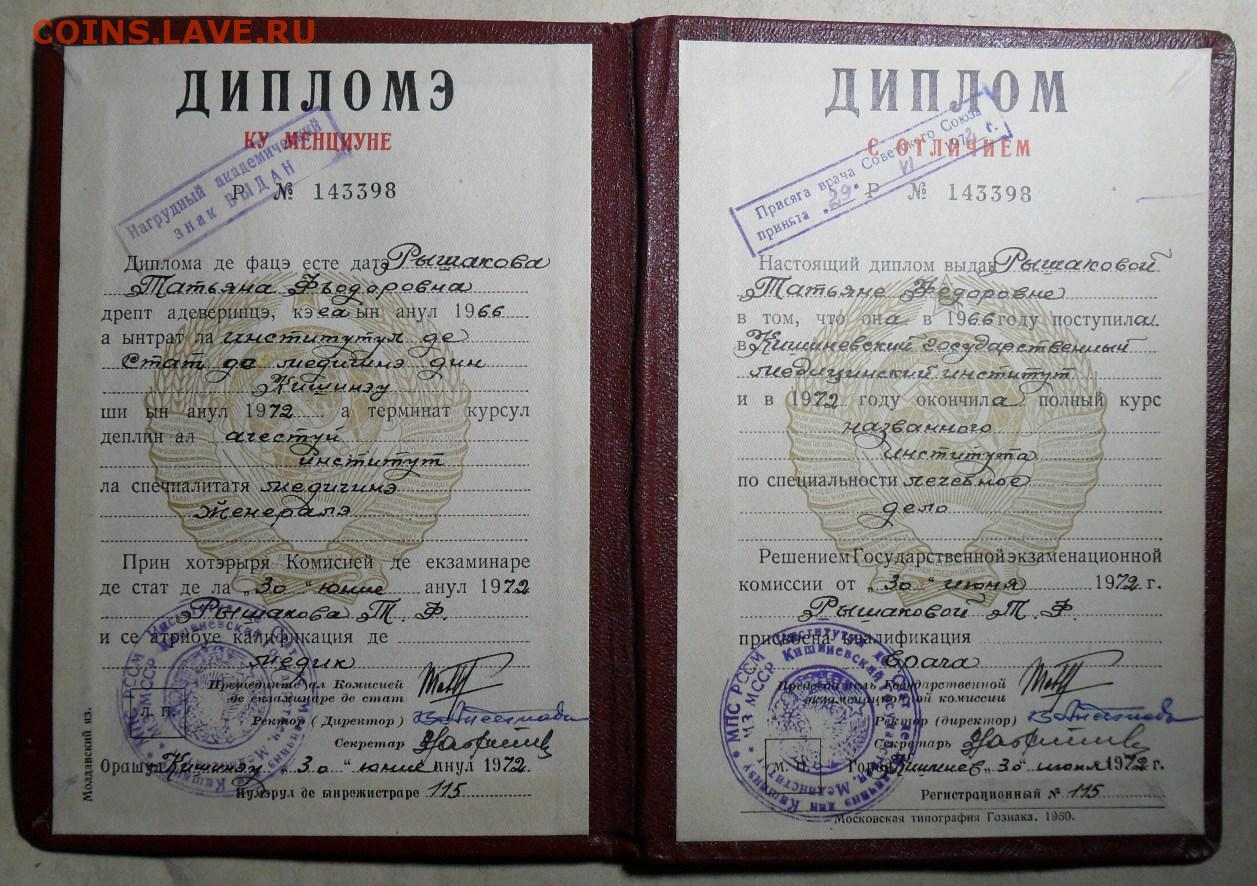 COINS.LAVE.RU
ДИПЛОМЭ
КУ МЕНЦИУНЕ
Нагрудный академический
знак ВЫДАН
Р № 143398
Диплома де фацэ есте датэ Рышакова
Татьяна Фьодоровна
дрепт адеверинцэ, кэ еа ын анул 1966
а ынтрат ла институтул де
Стат де медичинэ дин
Кишинэу
ши ын анул 1972 а терминат курсул
деплин ал ачестуй
институт
ла спечиалитатя медичинэ
Женералэ
Прин хотэрыря Комисией де екзаминаре
де стат де ла „30“ юние анул 1972
Рышакова Т. Ф.
и се атрибуе калификация де
медик
Прешединте ал Комисией
де екзаминаре де стат
Л. П.
Ректор (Директор)
Секретар
Орашул Кишинэу „30“ юние анул 1972
Нумэрул де ынрежистраре 115
Молдавский яз.
ДИПЛОМ
С ОТЛИЧИЕМ
Присяга врача Советского Союза
принята „29“ VI 1972 г.
Р № 143398
Настоящий диплом выдан Рышаковой
Татьяне Федоровне
в том, что она в 1966 году поступила
в Кишиневский государственный
медицинский институт
и в 1972 году окончила полный курс
названного
института
по специальности лечебное
дело
Решением Государственной экзаменационной
комиссии от „30“ июня 1972 г.
Рышаковой Т. Ф.
присвоена квалификация
врача
Председатель Государственной
экзаменационной комиссии
Ректор (директор)
Секретарь
М. П.
Город Кишинев „30“ июня 1972 г.
Регистрационный № 115
Московская типография Гознака. 1960.